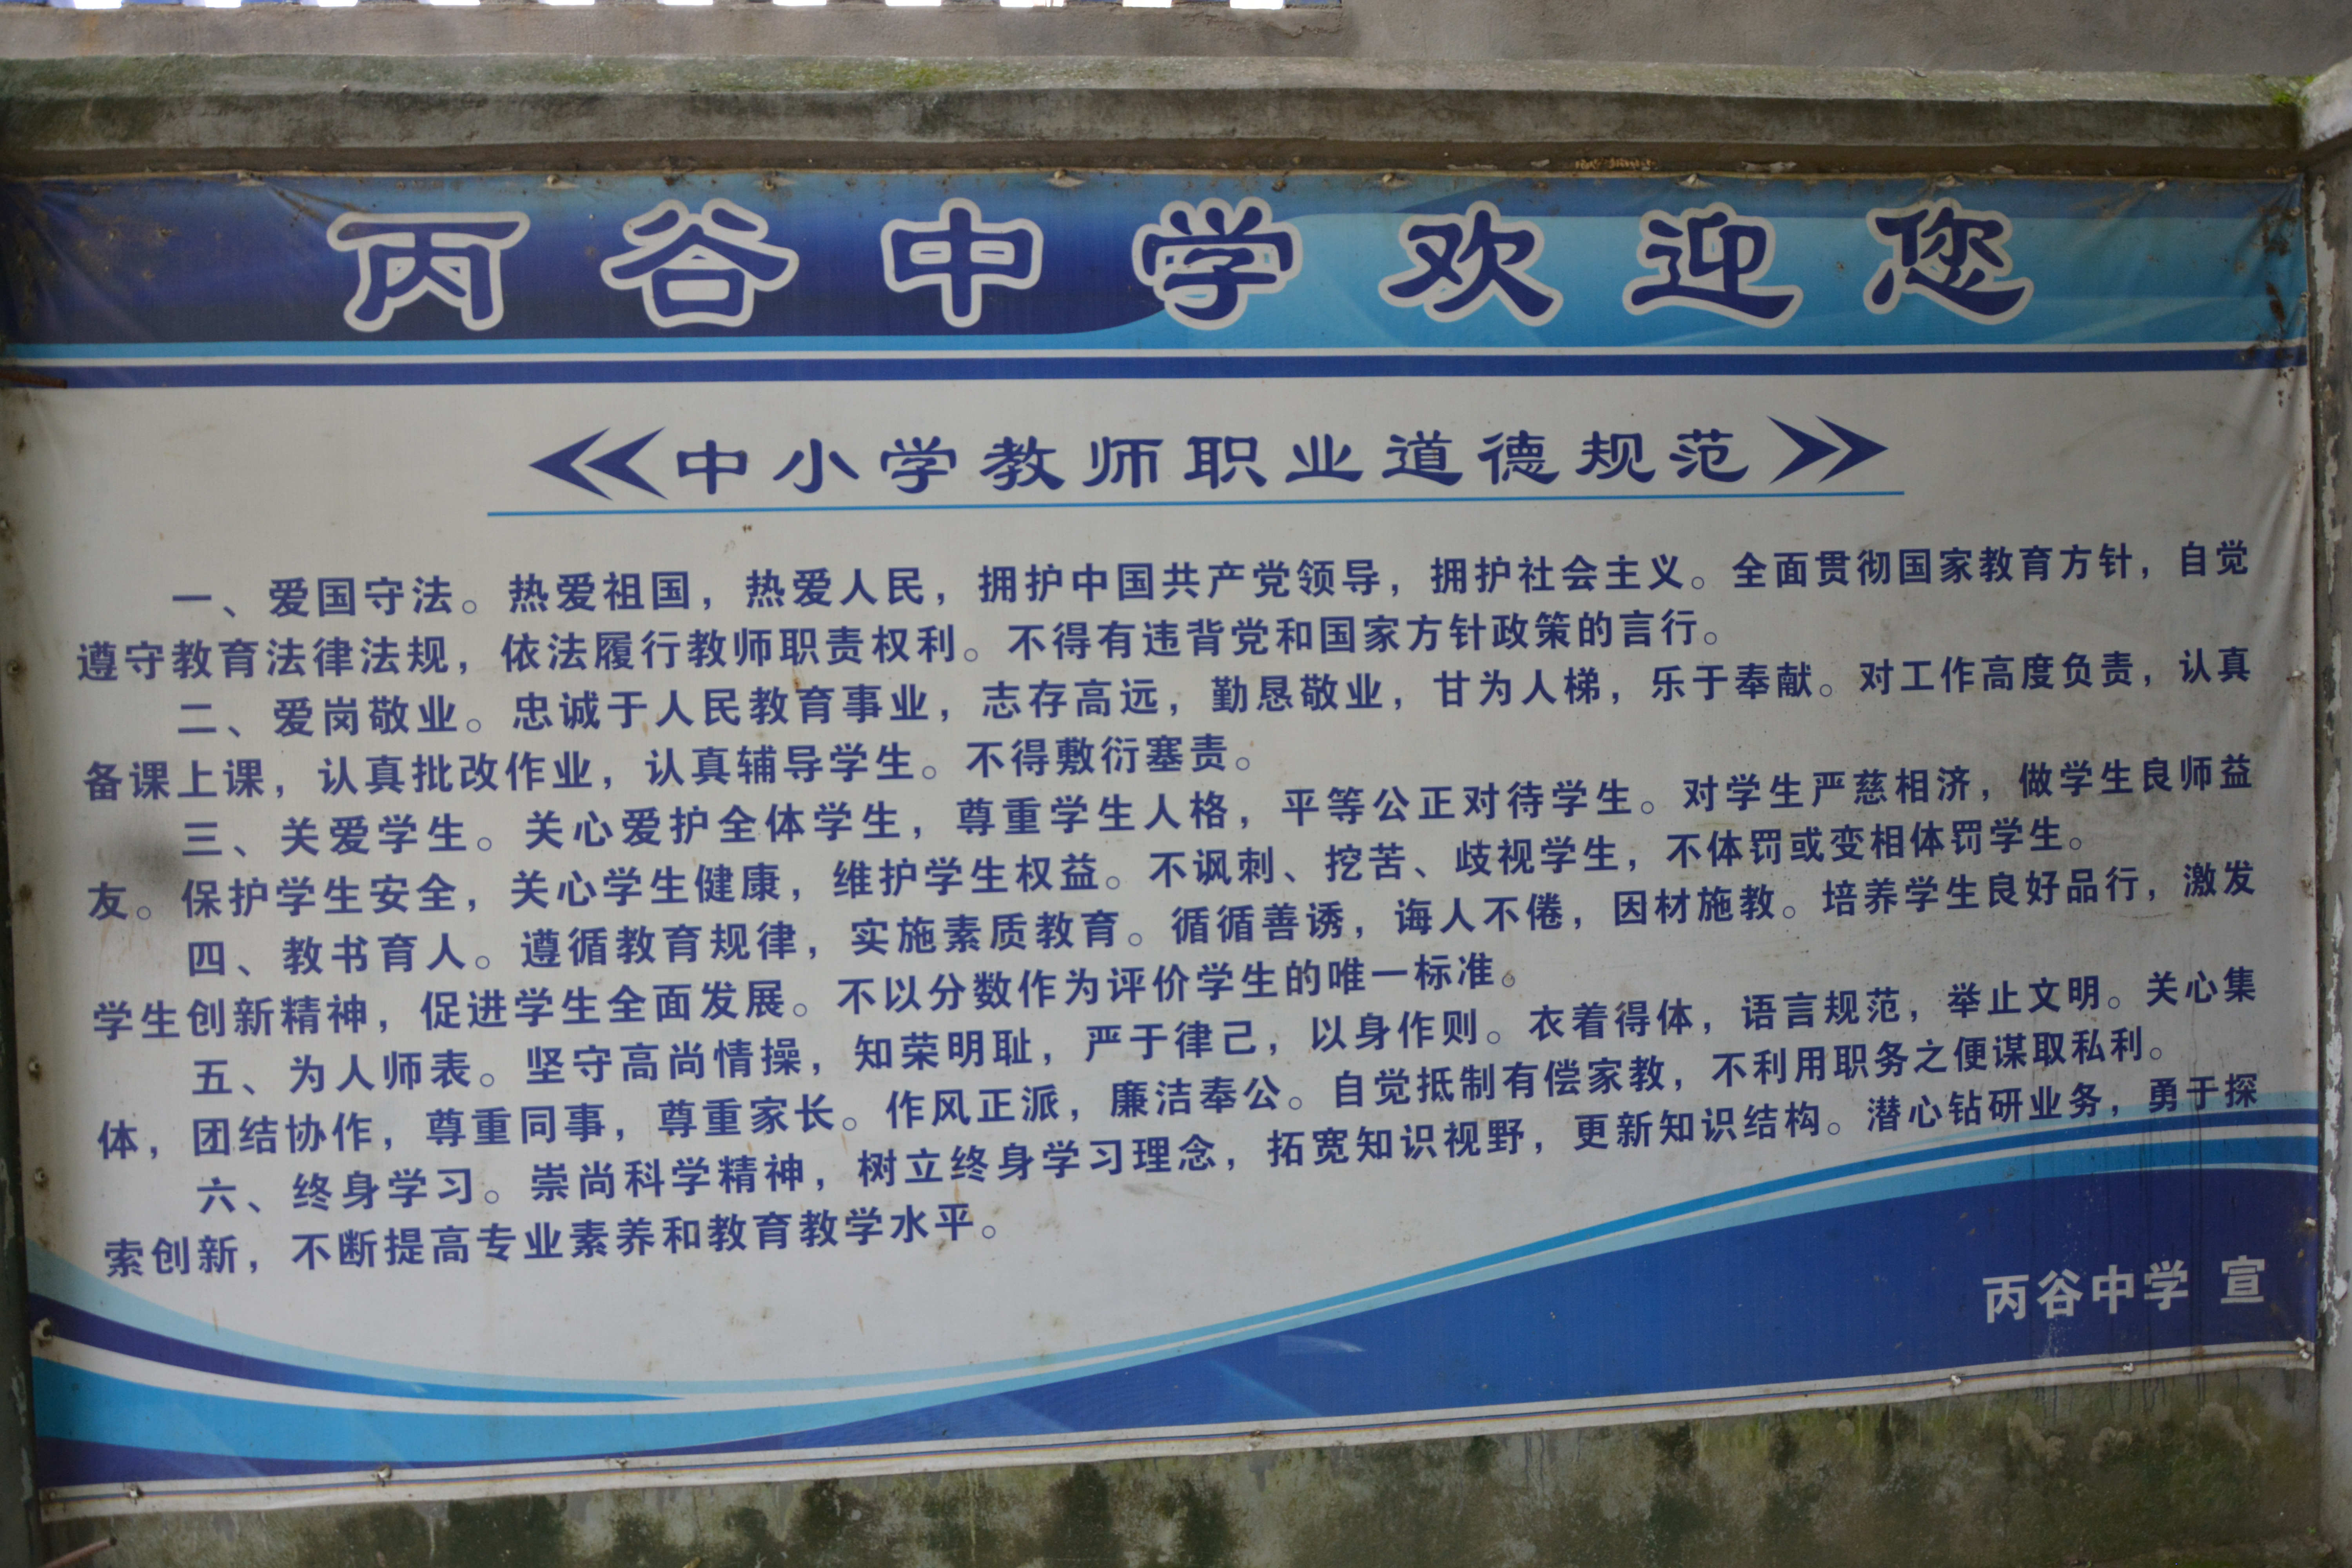 丙谷中学欢迎您
中小学教师职业道德规范
一、爱国守法。热爱祖国，热爱人民，拥护中国共产党领导，拥护社会主义。全面贯彻国家教育方针，自觉
遵守教育法律法规，依法履行教师职责权利。不得有违背党和国家方针政策的言行。
二、爱岗敬业。忠诚于人民教育事业，志存高远，勤恳敬业，甘为人梯，乐于奉献。对工作高度负责，认真
备课上课，认真批改作业，认真辅导学生。不得敷衍塞责。
三、关爱学生。关心爱护全体学生，尊重学生人格，平等公正对待学生。对学生严慈相济，做学生良师益
友。保护学生安全，关心学生健康，维护学生权益。不讽刺、挖苦、歧视学生，不体罚或变相体罚学生。
四、教书育人。遵循教育规律，实施素质教育。循循善诱，诲人不倦，因材施教。培养学生良好品行，激发
学生创新精神，促进学生全面发展。不以分数作为评价学生的唯一标准。
五、为人师表。坚守高尚情操，知荣明耻，严于律己，以身作则。衣着得体，语言规范，举止文明。关心集
体，团结协作，尊重同事，尊重家长。作风正派，廉洁奉公。自觉抵制有偿家教，不利用职务之便谋取私利。
六、终身学习。崇尚科学精神，树立终身学习理念，拓宽知识视野，更新知识结构。潜心钻研业务，勇于探
索创新，不断提高专业素养和教育教学水平。
丙谷中学 宣